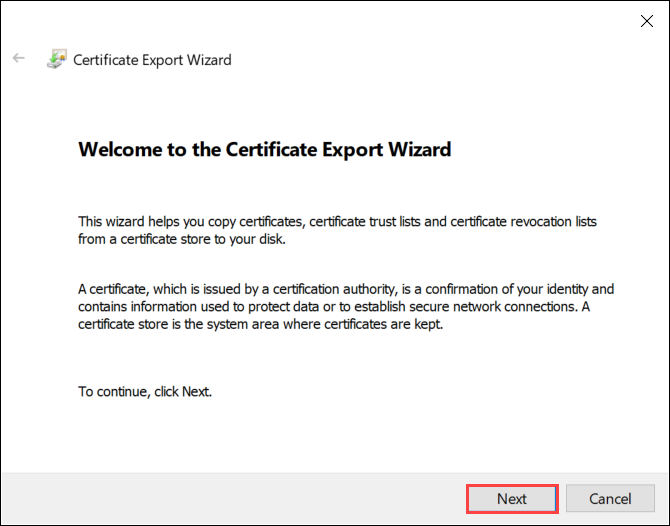 Certificate Export Wizard
Welcome to the Certificate Export Wizard
This wizard helps you copy certificates, certificate trust lists and certificate revocation lists
from a certificate store to your disk.
A certificate, which is issued by a certification authority, is a confirmation of your identity and
contains information used to protect data or to establish secure network connections. A
certificate store is the system area where certificates are kept.
To continue, click Next.
Next
Cancel